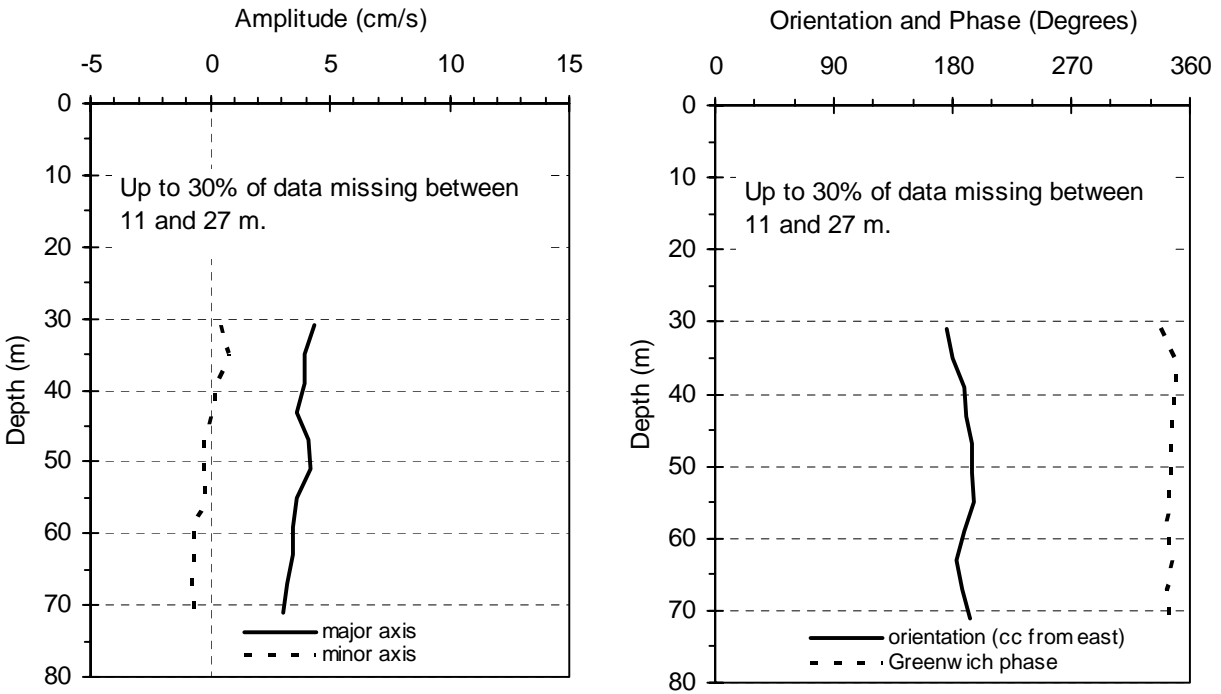 Amplitude (cm/s)
-5 0 5 10 15
0
10
20
30
40
50
60
70
80
Depth (m)
Up to 30% of data missing between
11 and 27 m.
major axis
minor axis
Orientation and Phase (Degrees)
0 90 180 270 360
0
10
20
30
40
50
60
70
80
Depth (m)
Up to 30% of data missing between
11 and 27 m.
orientation (cc from east)
Greenwich phase